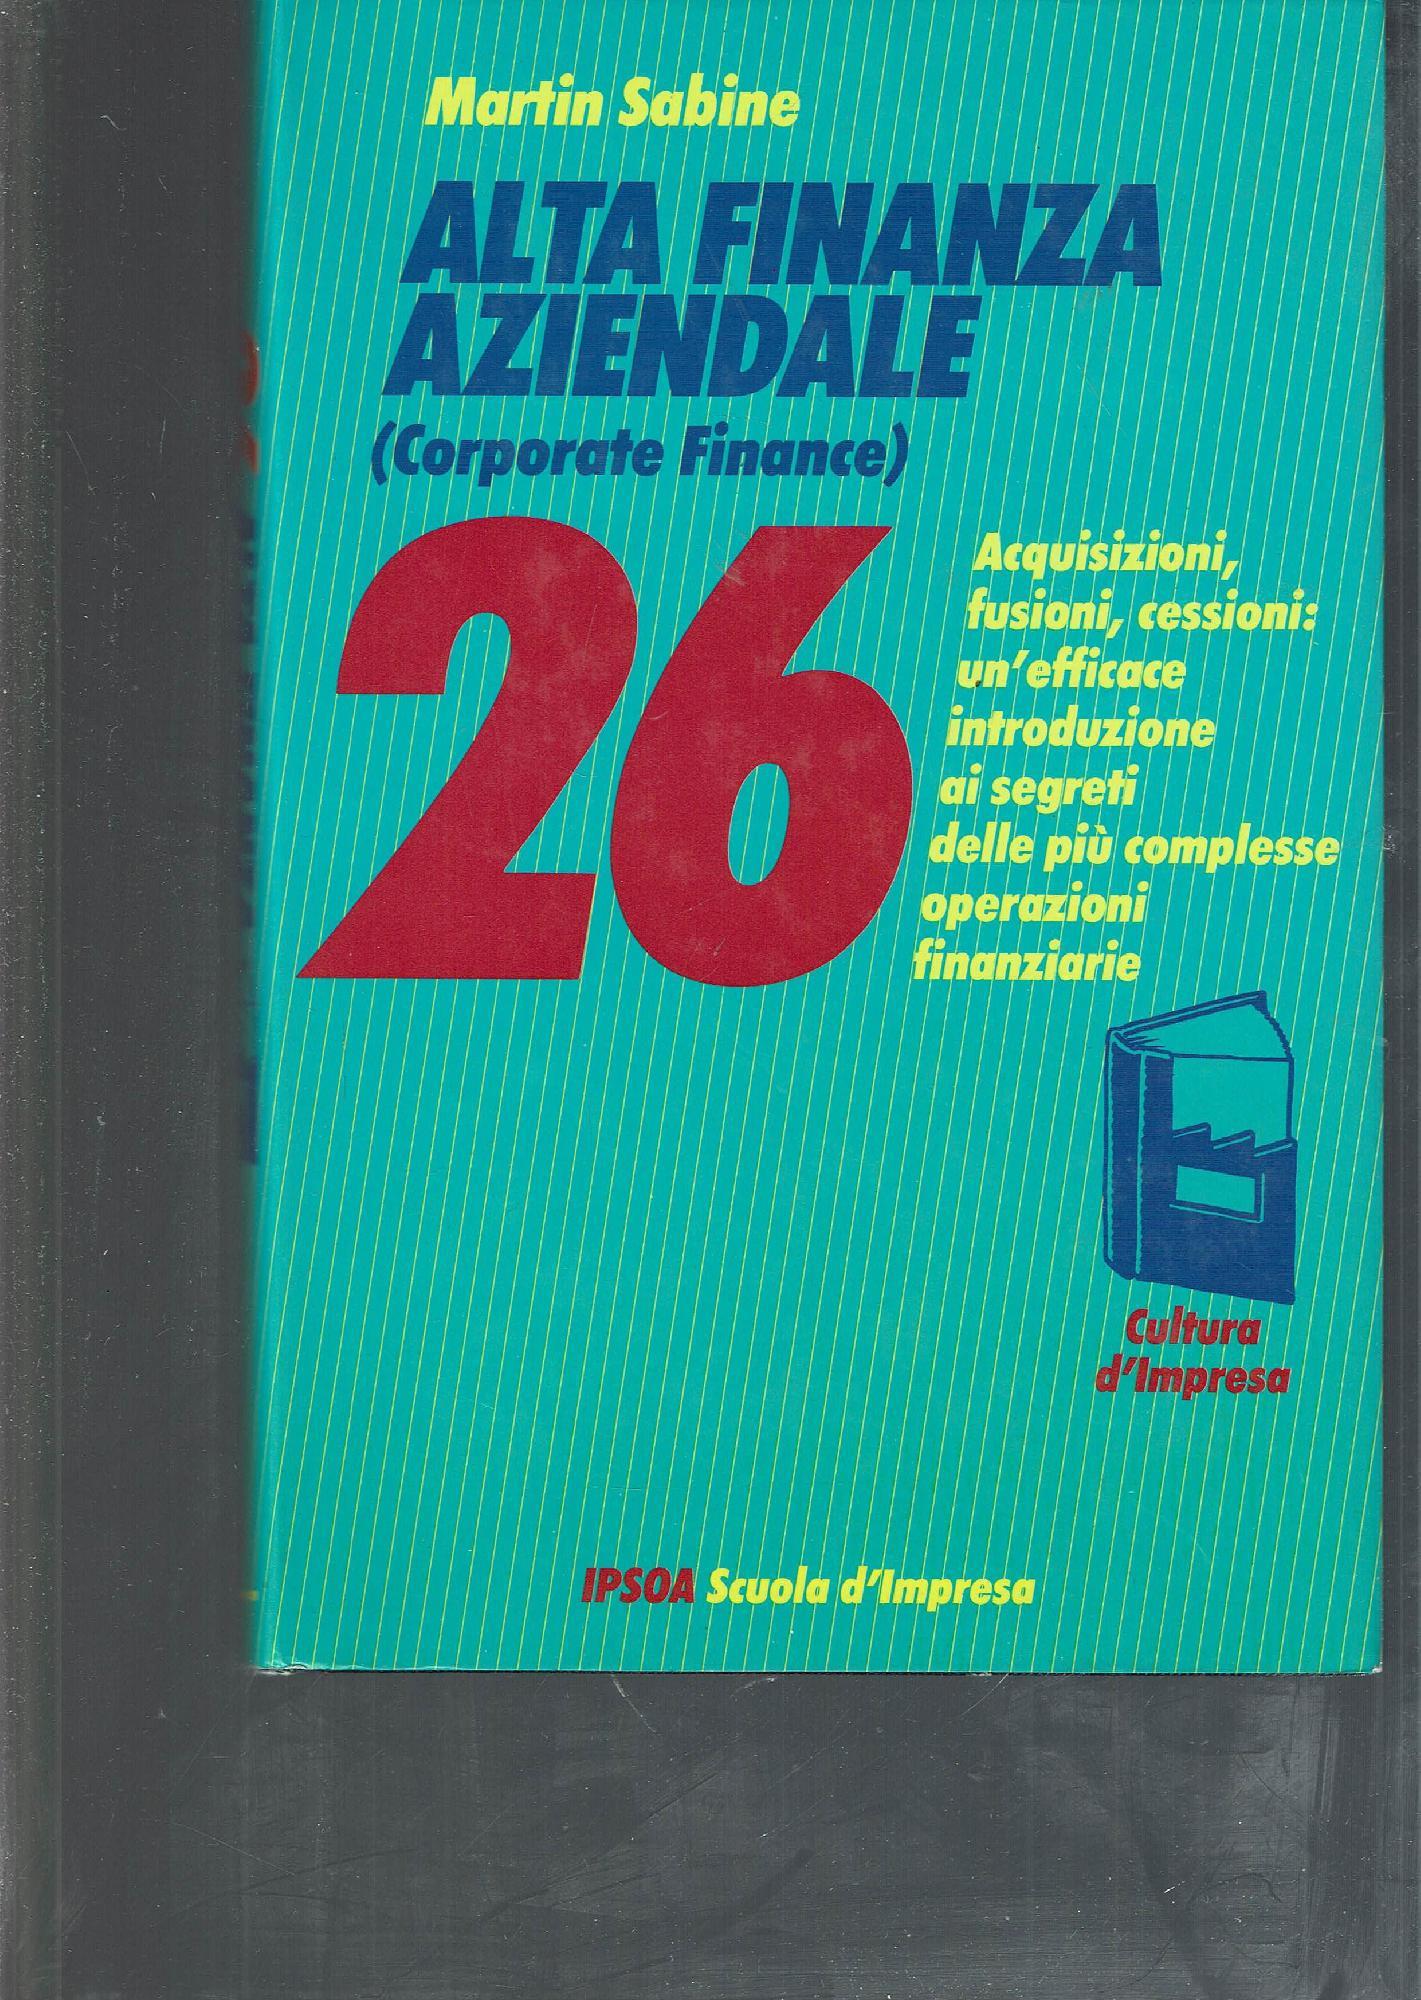 Martin Sabine
ALTA FINANZA
AZIENDALE
(Corporate Finance)
26
Acquisizioni,
fusioni, cessioni:
un'efficace
introduzione
ai segreti
delle più complesse
operazioni
finanziarie
Cultura
d'Impresa
IPSOA Scuola d'Impresa